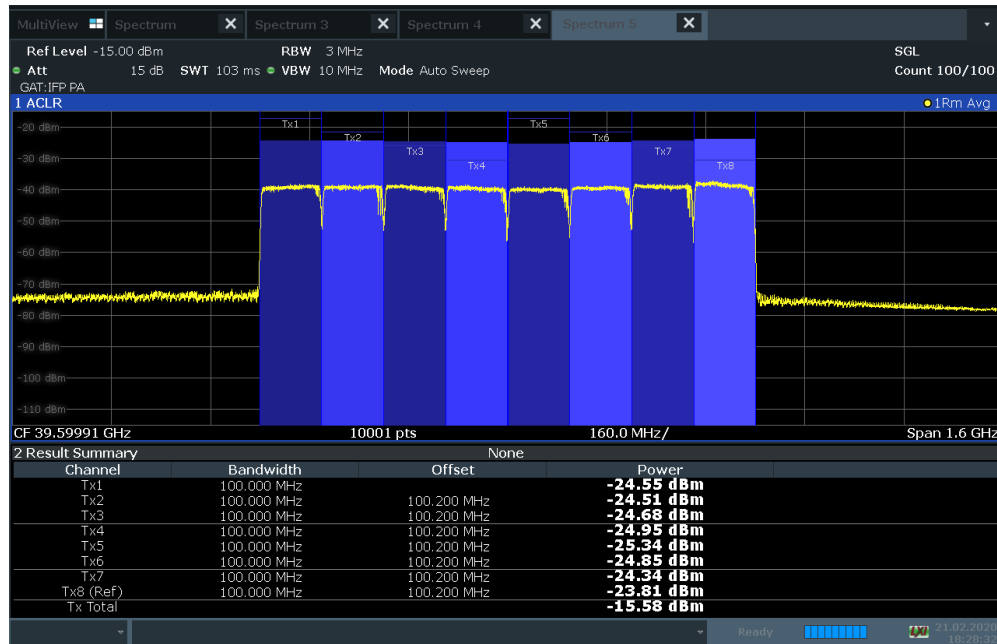 MultiView Spectrum X Spectrum 3 X Spectrum 4 X Spectrum 5 X
Ref Level -15.00 dBm RBW 3 MHz SGL
Att 15 dB SWT 103 ms VBW 10 MHz Mode Auto Sweep Count 100/100
GAT:IFP PA
1 ACLR 1Rm Avg
Tx1 Tx5
-20 dBm
Tx2 Tx6
Tx3 Tx7
-30 dBm
Tx4 Tx8
-40 dBm
-50 dBm
-60 dBm
-70 dBm
-80 dBm
-90 dBm
-100 dBm
-110 dBm
CF 39.59991 GHz 10001 pts 160.0 MHz/ Span 1.6 GHz
2 Result Summary None
Channel Bandwidth Offset Power
Tx1 100.000 MHz -24.55 dBm
Tx2 100.000 MHz 100.200 MHz -24.51 dBm
Tx3 100.000 MHz 100.200 MHz -24.68 dBm
Tx4 100.000 MHz 100.200 MHz -24.95 dBm
Tx5 100.000 MHz 100.200 MHz -25.34 dBm
Tx6 100.000 MHz 100.200 MHz -24.85 dBm
Tx7 100.000 MHz 100.200 MHz -24.34 dBm
Tx8 (Ref) 100.000 MHz 100.200 MHz -23.81 dBm
Tx Total -15.58 dBm
Ready LXI 21.02.2020
18:28:32